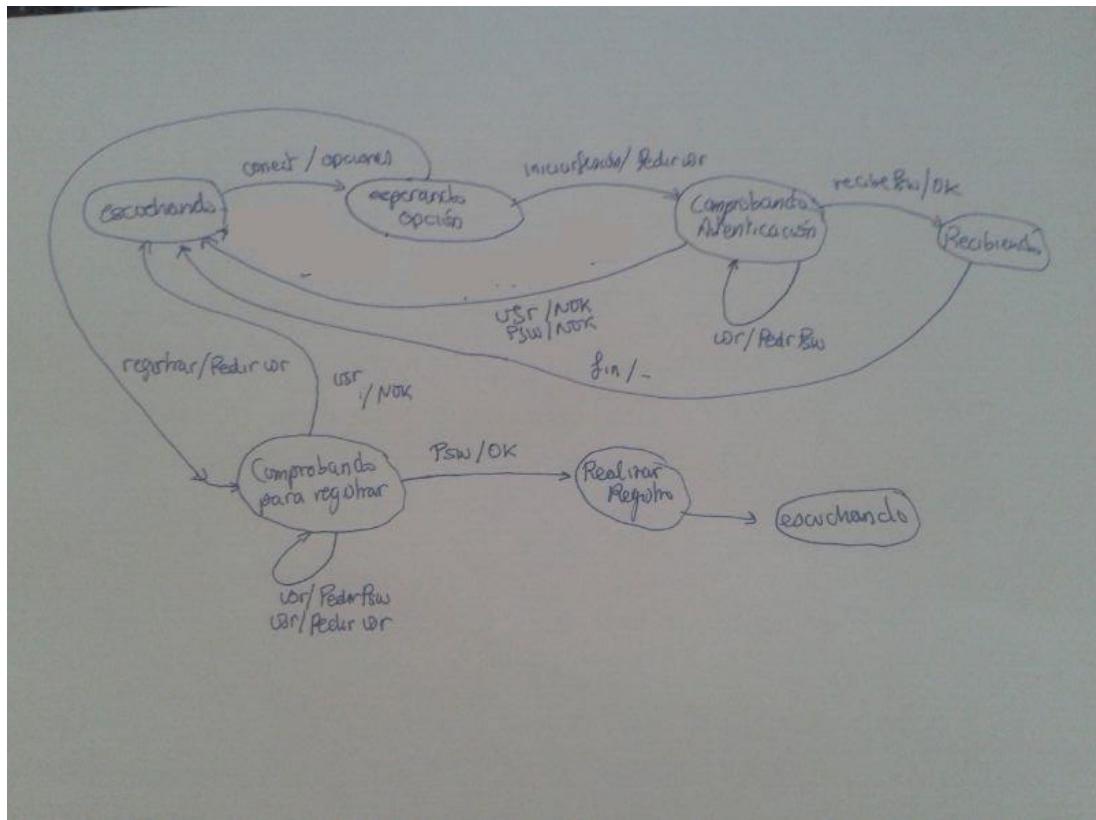 conect / opciones
iniciarSesión / Pedir usr
recibe Psw / OK
escuchando
esperando
opción
Comprobando
Autenticación
Recibiendo
usr / NOK
Psw / NOK
usr / Pedir Psw
registrar / Pedir usr
fin / -
usr
/ NOK
Comprobando
para registrar
Psw / OK
Realizar
Registro
escuchando
usr / Pedir Psw
usr / Pedir usr